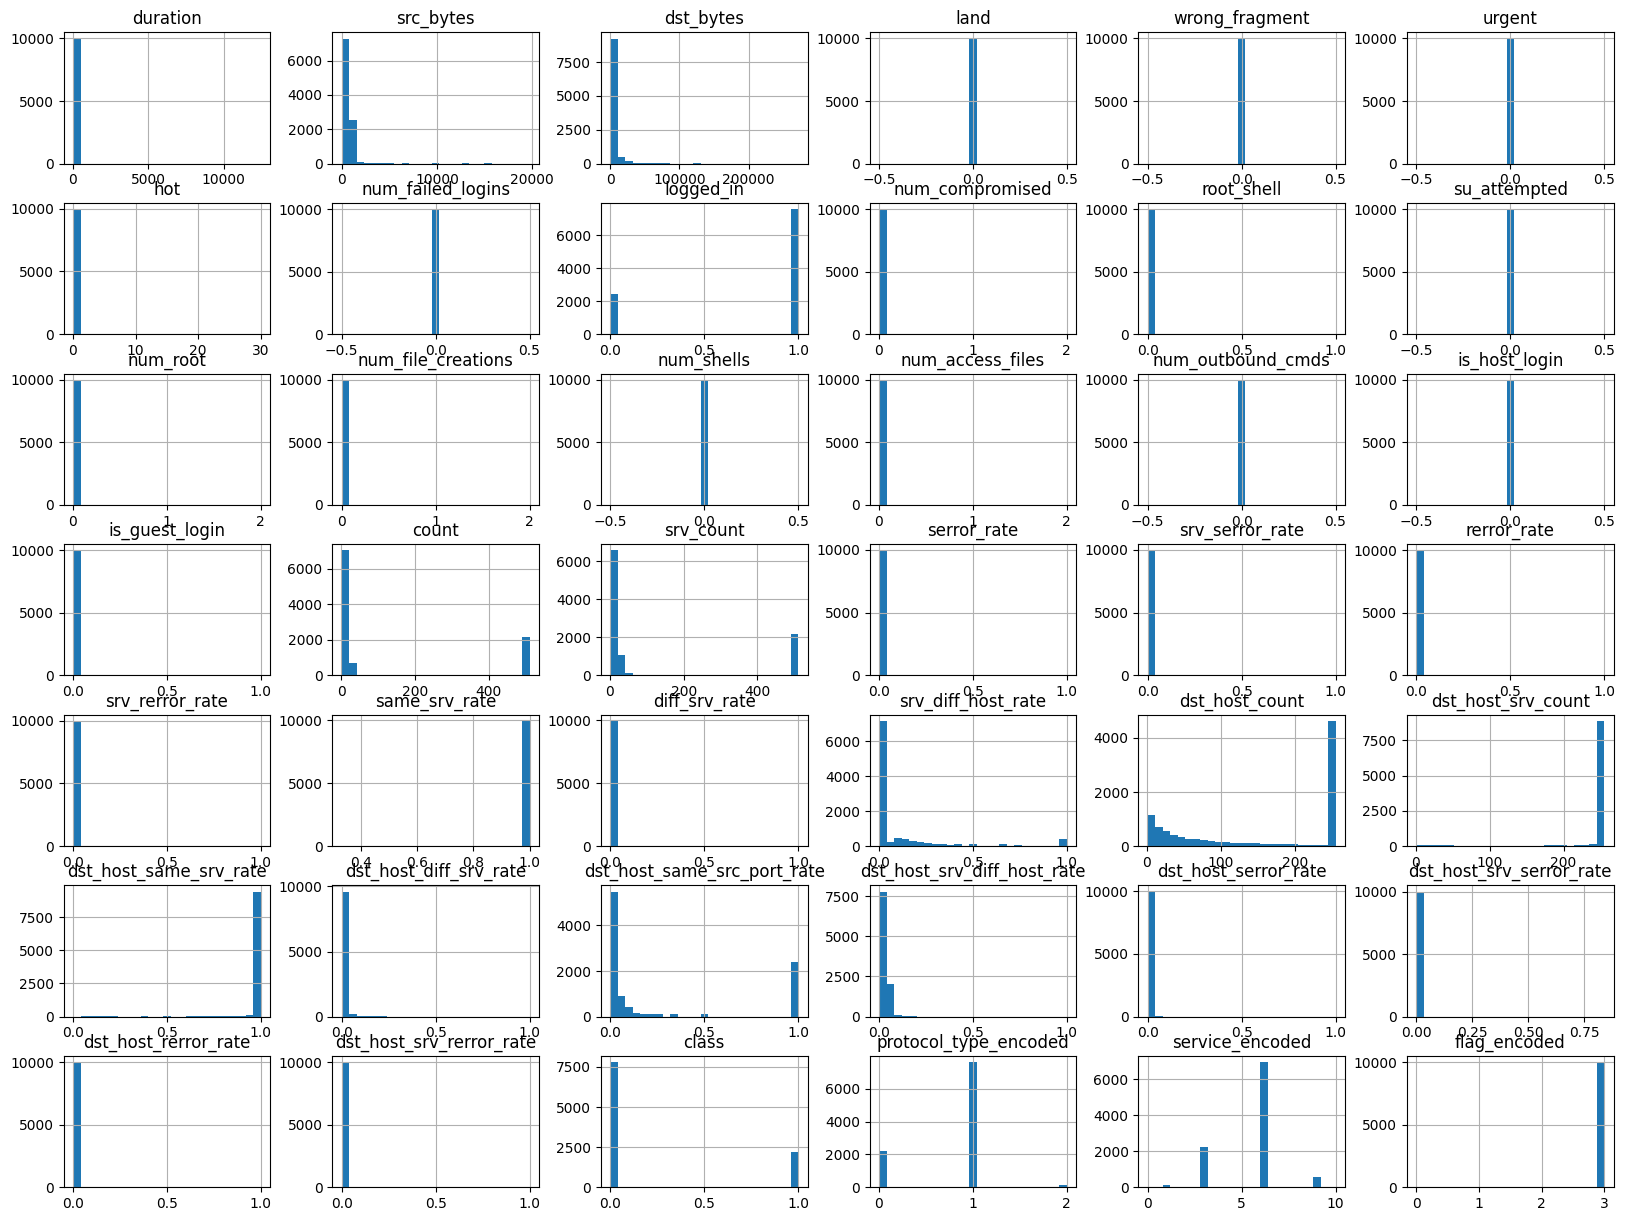 duration src_bytes dst_bytes land wrong_fragment urgent
10000 6000 7500 10000 10000 10000
5000 4000 5000 5000 5000 5000
2000 2500
0 0 0 0 0 0
0 5000 10000 0 10000 20000 0 10000 20000 −0.5 0.0 0.5 −0.5 0.0 0.5 −0.5 0.0 0.5
hot num_failed_logins logged_in num_compromised root_shell su_attempted
10000 10000 6000 10000 10000 10000
5000 5000 4000 5000 5000 5000
2000
0 0 0 0 0 0
0 10 20 30 −0.5 0.0 0.5 0.0 0.5 1.0 0 1 2 0.0 0.5 1.0 −0.5 0.0 0.5
num_root num_file_creations num_shells num_access_files num_outbound_cmds is_host_login
10000 10000 10000 10000 10000 10000
5000 5000 5000 5000 5000 5000
0 0 0 0 0 0
0 1 2 0 1 2 −0.5 0.0 0.5 0 1 2 −0.5 0.0 0.5 −0.5 0.0 0.5
is_guest_login count srv_count serror_rate srv_serror_rate rerror_rate
10000 6000 6000 10000 10000 10000
5000 4000 4000 5000 5000 5000
2000 2000
0 0 0 0 0 0
0.0 0.5 1.0 0 200 400 0 200 400 0.0 0.5 1.0 0.0 0.5 1.0 0.0 0.5 1.0
srv_rerror_rate same_srv_rate diff_srv_rate srv_diff_host_rate dst_host_count dst_host_srv_count
10000 10000 10000 6000 4000 7500
5000 5000 5000 4000 2000 5000
2000 2500
0 0 0 0 0 0
0.0 0.5 1.0 0.4 0.6 0.8 1.0 0.0 0.5 1.0 0.0 0.5 1.0 0 100 200 0 100 200
dst_host_same_srv_rate dst_host_diff_srv_rate dst_host_same_src_port_rate dst_host_srv_diff_host_rate dst_host_serror_rate dst_host_srv_serror_rate
7500 10000 4000 7500 10000 10000
5000 5000 2000 5000 5000 5000
2500 2500
0 0 0 0 0 0
0.0 0.5 1.0 0.0 0.5 1.0 0.0 0.5 1.0 0.0 0.5 1.0 0.0 0.5 1.0 0.00 0.25 0.50 0.75
dst_host_rerror_rate dst_host_srv_rerror_rate class protocol_type_encoded service_encoded flag_encoded
10000 10000 7500 6000 6000 10000
5000 5000 5000 4000 4000 5000
2500 2000 2000
0 0 0 0 0 0
0.0 0.5 1.0 0.0 0.5 1.0 0.0 0.5 1.0 0 1 2 0 5 10 0 1 2 3